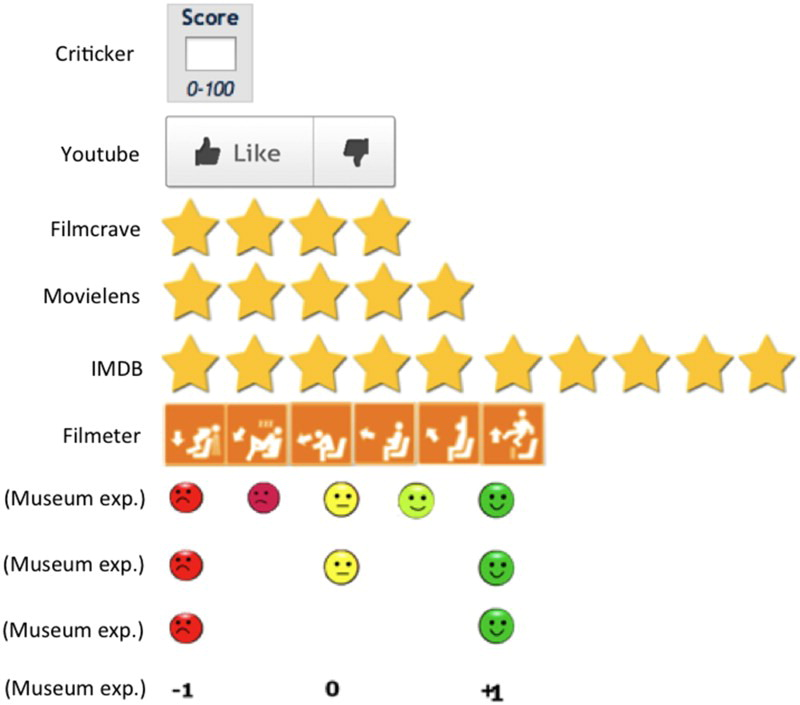 Score
Criticker
0-100
Youtube Like
Filmcrave
Movielens
IMDB
Filmeter
(Museum exp.)
(Museum exp.)
(Museum exp.)
(Museum exp.) -1 0 +1